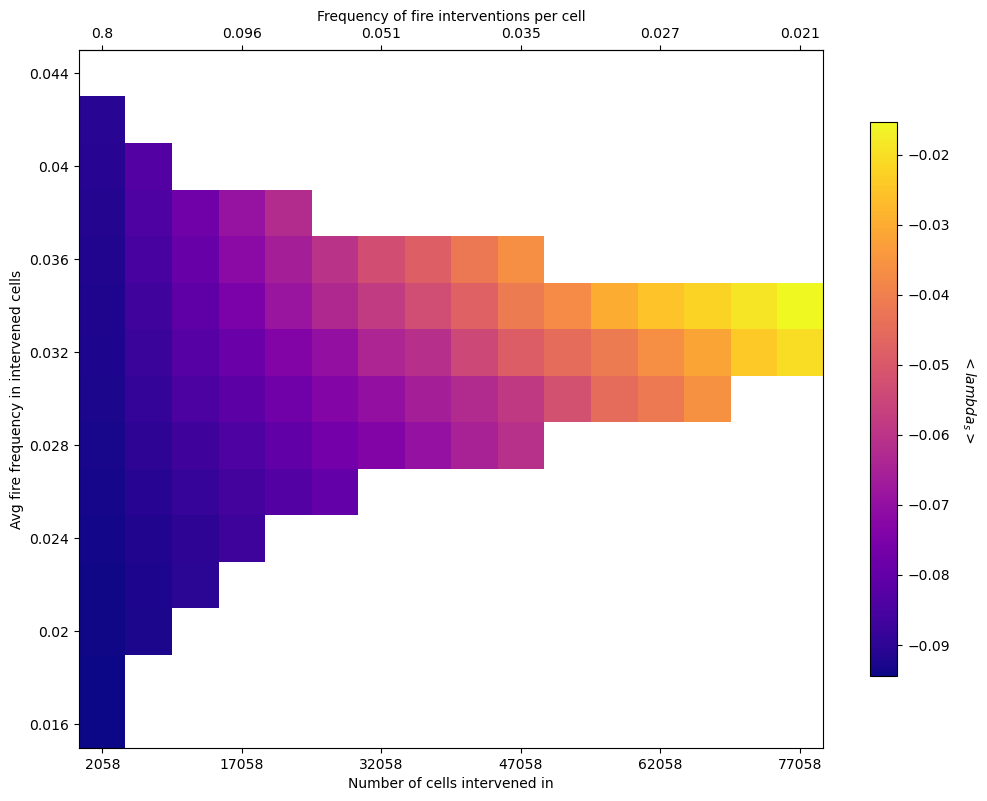 Frequency of fire interventions per cell
0.8 0.096 0.051 0.035 0.027 0.021
Avg fire frequency in intervened cells
0.044
0.04
0.036
0.032
0.028
0.024
0.02
0.016
2058 17058 32058 47058 62058 77058
Number of cells intervened in
−0.02
−0.03
−0.04
−0.05
−0.06
−0.07
−0.08
−0.09
< lambdaₛ >